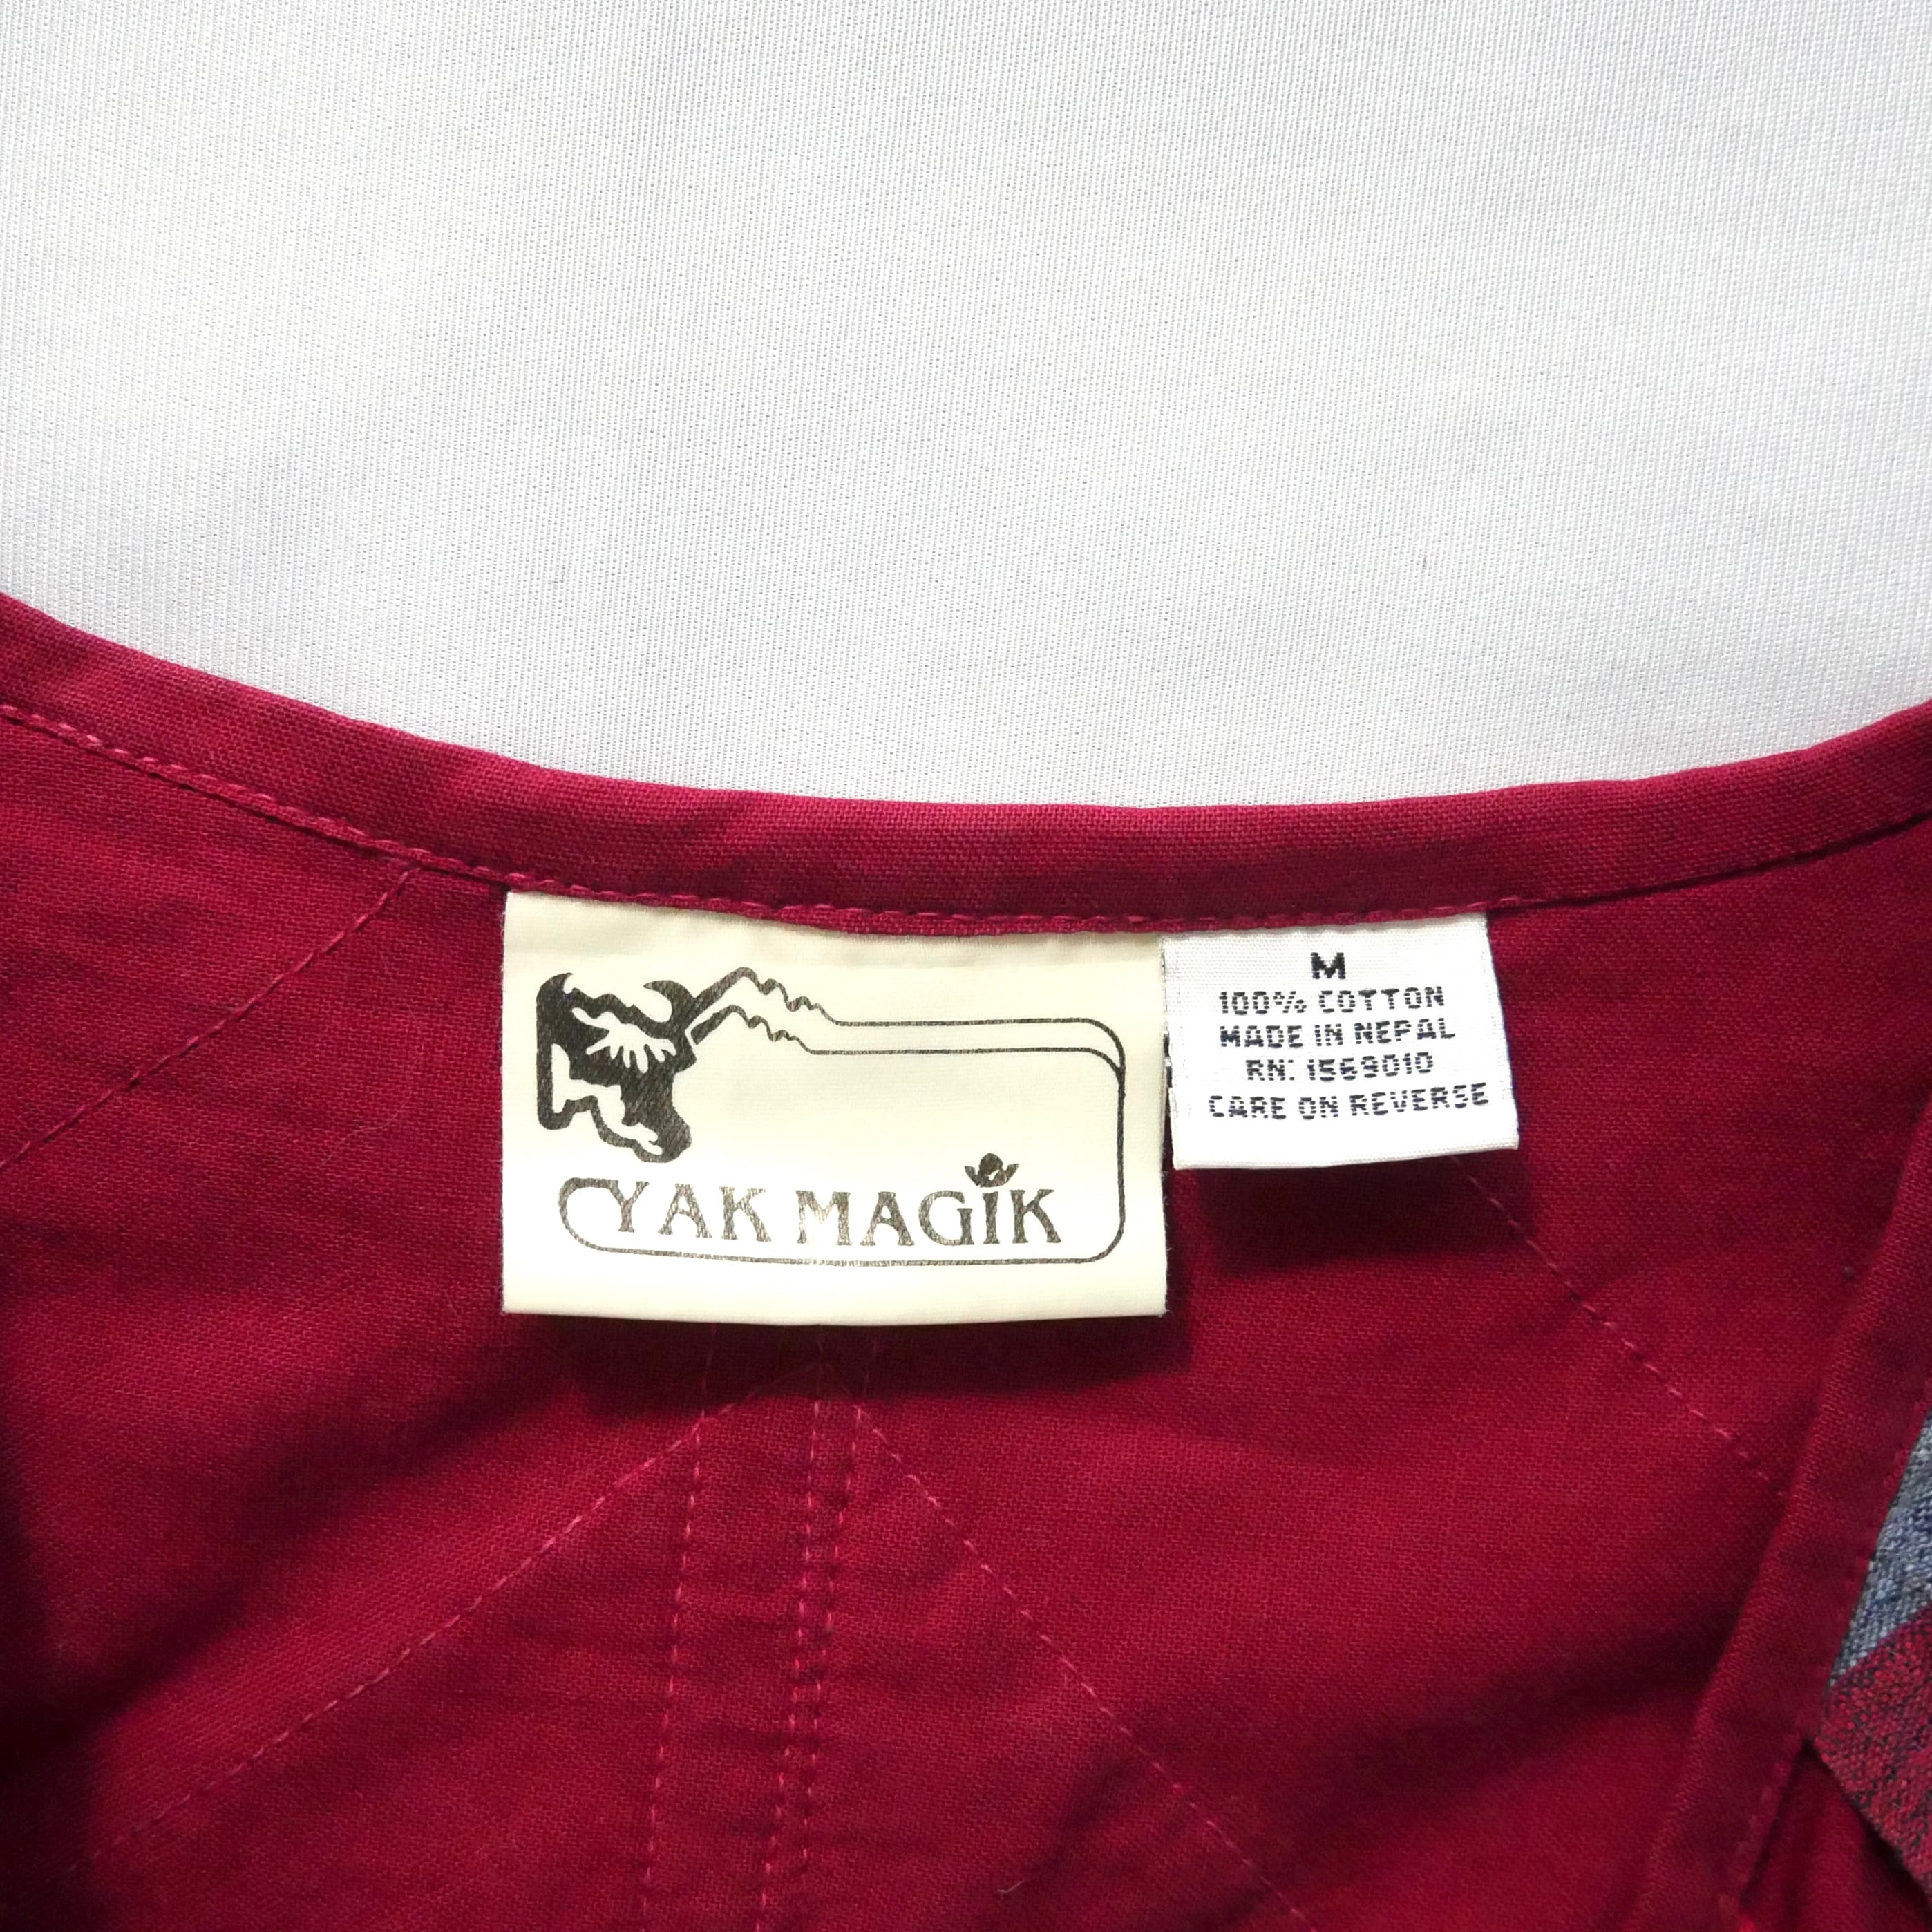 YAK MAGIK
M
100% COTTON
MADE IN NEPAL
RN: 1569010
CARE ON REVERSE